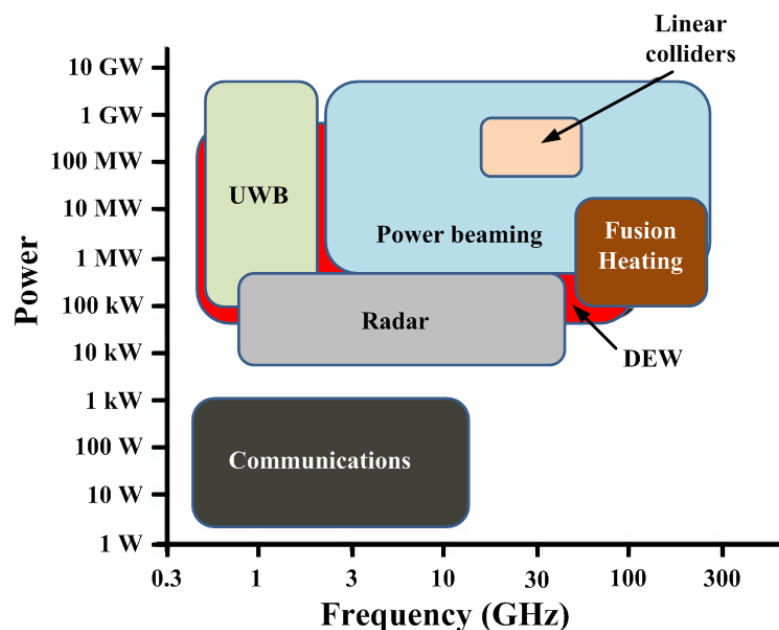 Linear
colliders
10 GW
1 GW
100 MW
10 MW
1 MW
100 kW
10 kW
1 kW
100 W
10 W
1 W
Power
UWB
Power beaming
Fusion
Heating
Radar
DEW
Communications
0.3
1
3
10
30
100
300
Frequency (GHz)